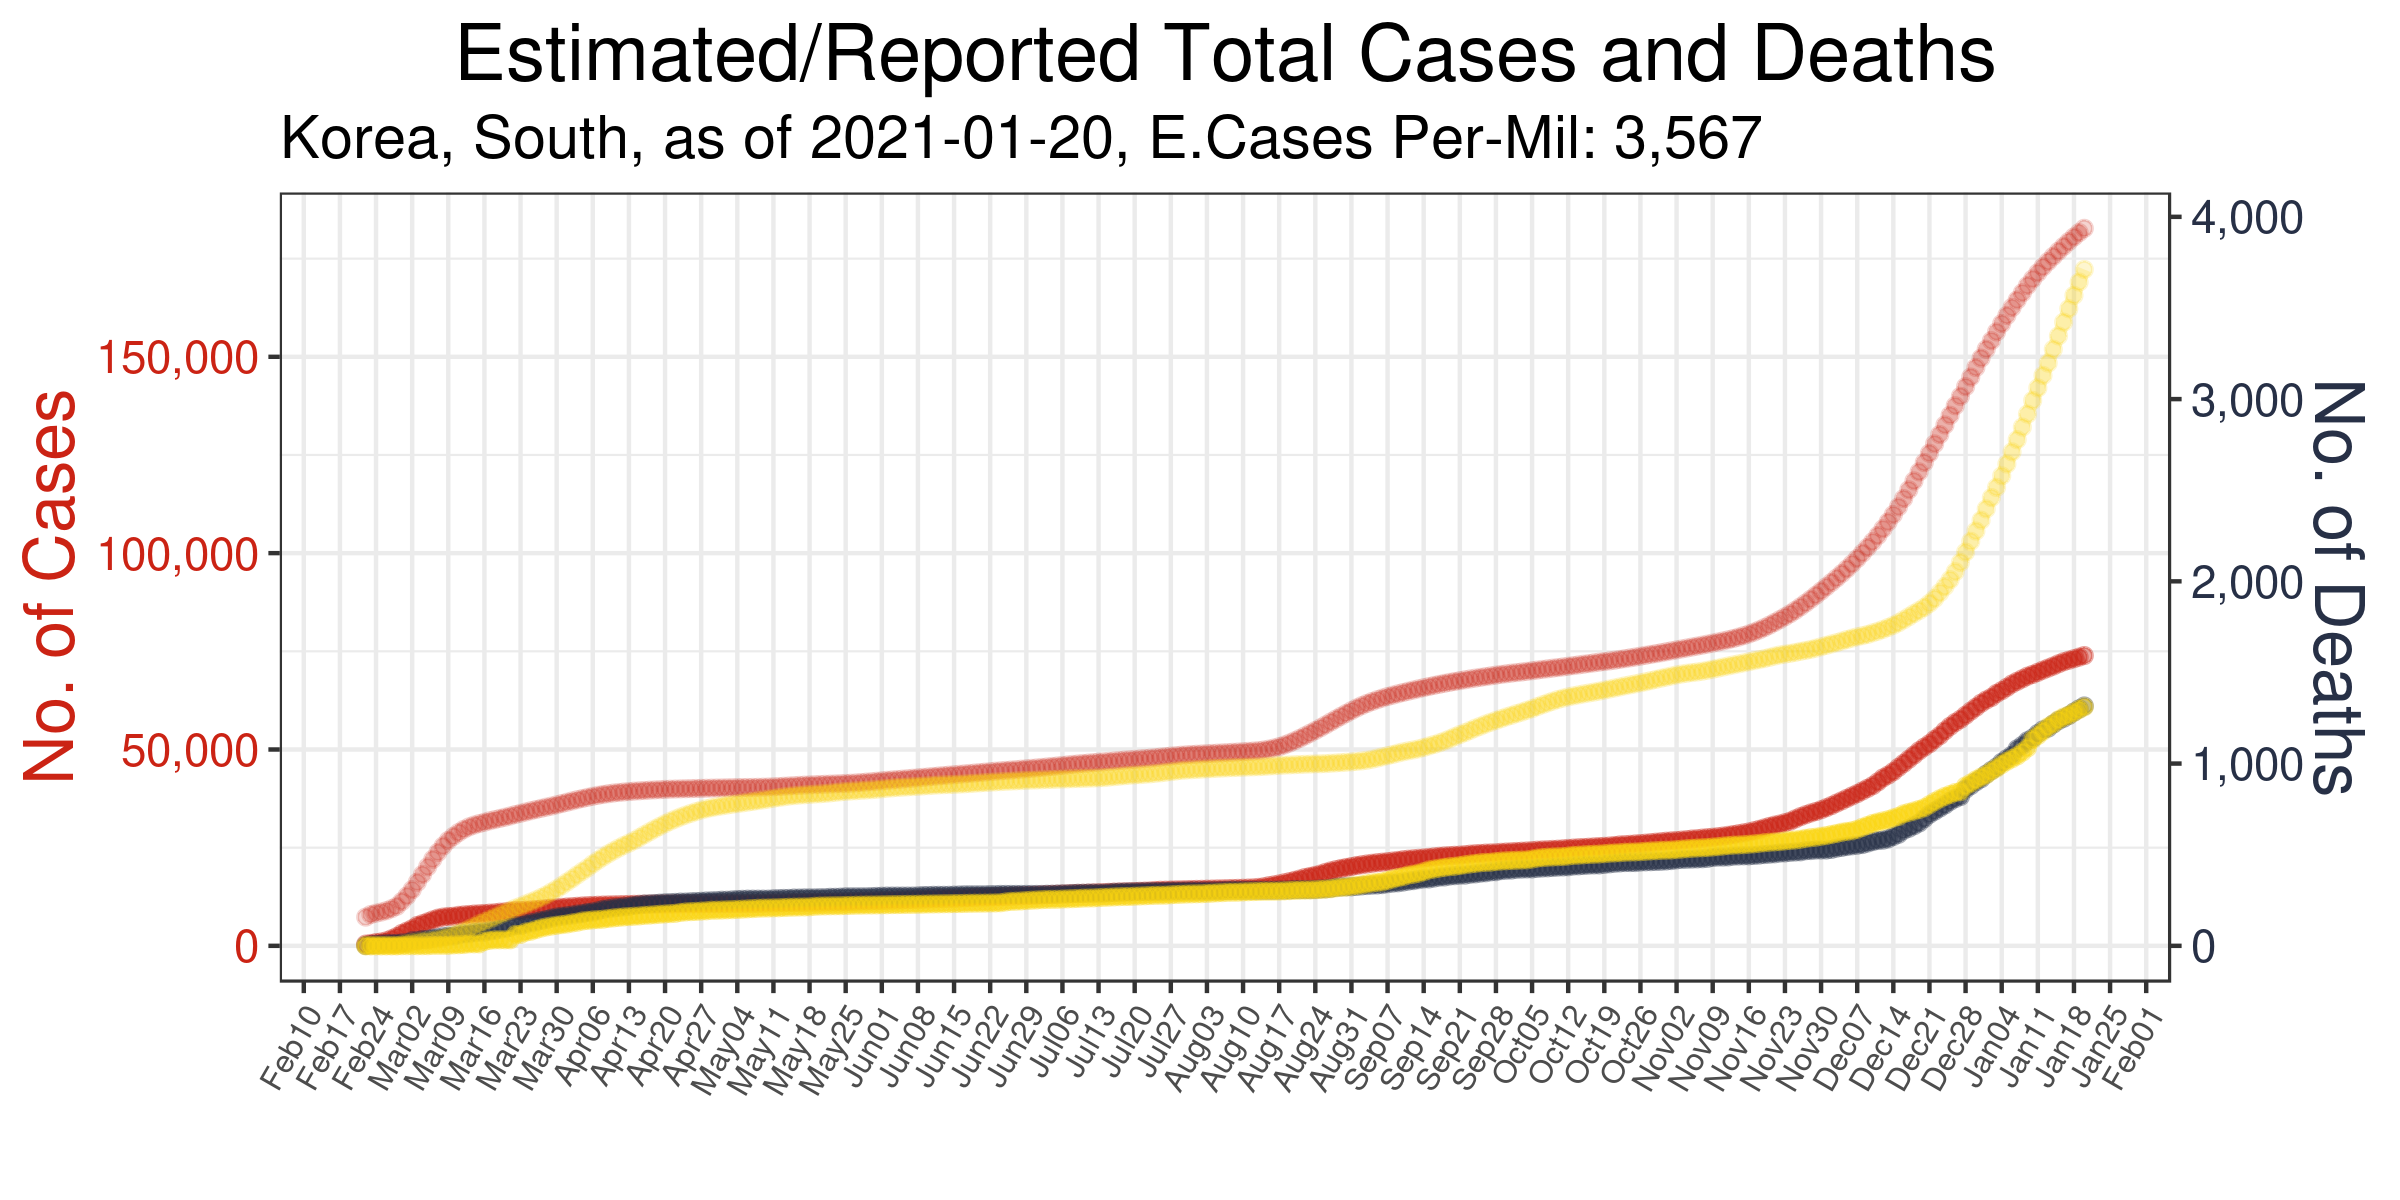 Estimated/Reported Total Cases and Deaths
Korea, South, as of 2021-01-20, E.Cases Per-Mil: 3,567
No. of Cases
150,000
100,000
50,000
0
4,000
3,000
2,000
1,000
0
No. of Deaths
Feb10
Feb17
Feb24
Mar02
Mar09
Mar16
Mar23
Mar30
Apr06
Apr13
Apr20
Apr27
May04
May11
May18
May25
Jun01
Jun08
Jun15
Jun22
Jun29
Jul06
Jul13
Jul20
Jul27
Aug03
Aug10
Aug17
Aug24
Aug31
Sep07
Sep14
Sep21
Sep28
Oct05
Oct12
Oct19
Oct26
Nov02
Nov09
Nov16
Nov23
Nov30
Dec07
Dec14
Dec21
Dec28
Jan04
Jan11
Jan18
Jan25
Feb01